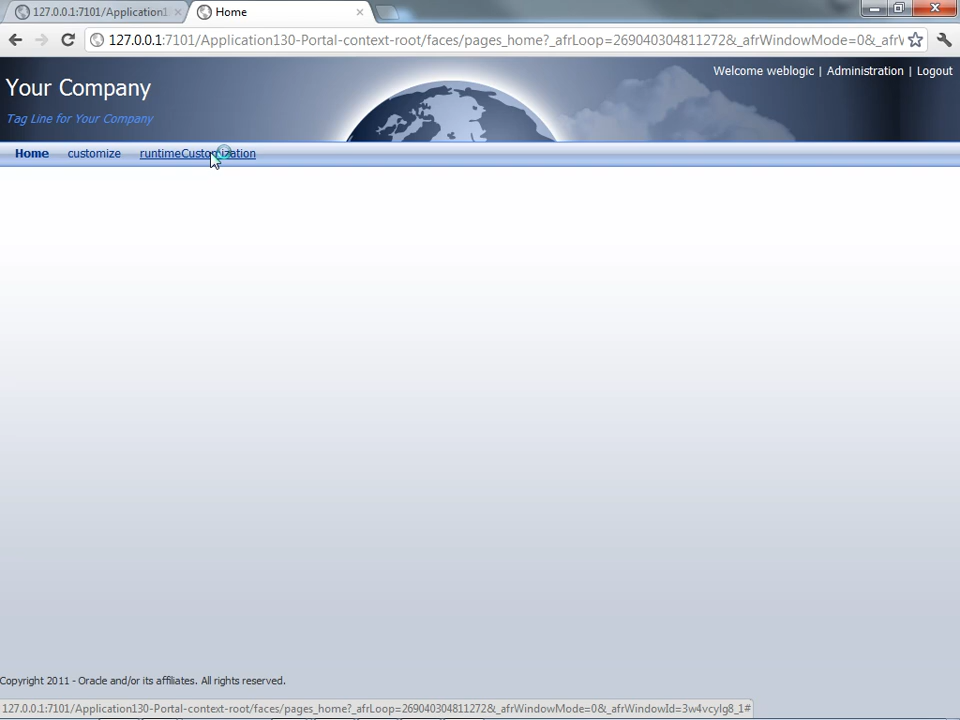 127.0.0.1:7101/Application1
Home
127.0.0.1:7101/Application130-Portal-context-root/faces/pages_home?_afrLoop=269040304811272&_afrWindowMode=0&_afrV
Welcome weblogic | Administration | Logout
Your Company
Tag Line for Your Company
Home customize runtimeCustomization
Copyright 2011 - Oracle and/or its affiliates. All rights reserved.
127.0.0.1:7101/Application130-Portal-context-root/faces/pages_home?_afrLoop=269040304811272&_afrWindowMode=0&_afrWindowId=3w4vcylg8_1#